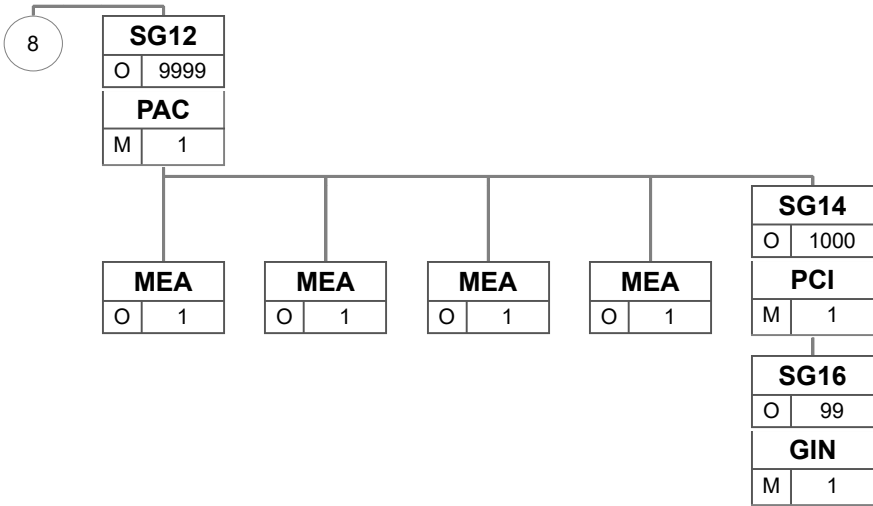 8
SG12
O 9999
PAC
M 1
SG14
O 1000
PCI
M 1
MEA
O 1
MEA
O 1
MEA
O 1
MEA
O 1
SG16
O 99
GIN
M 1